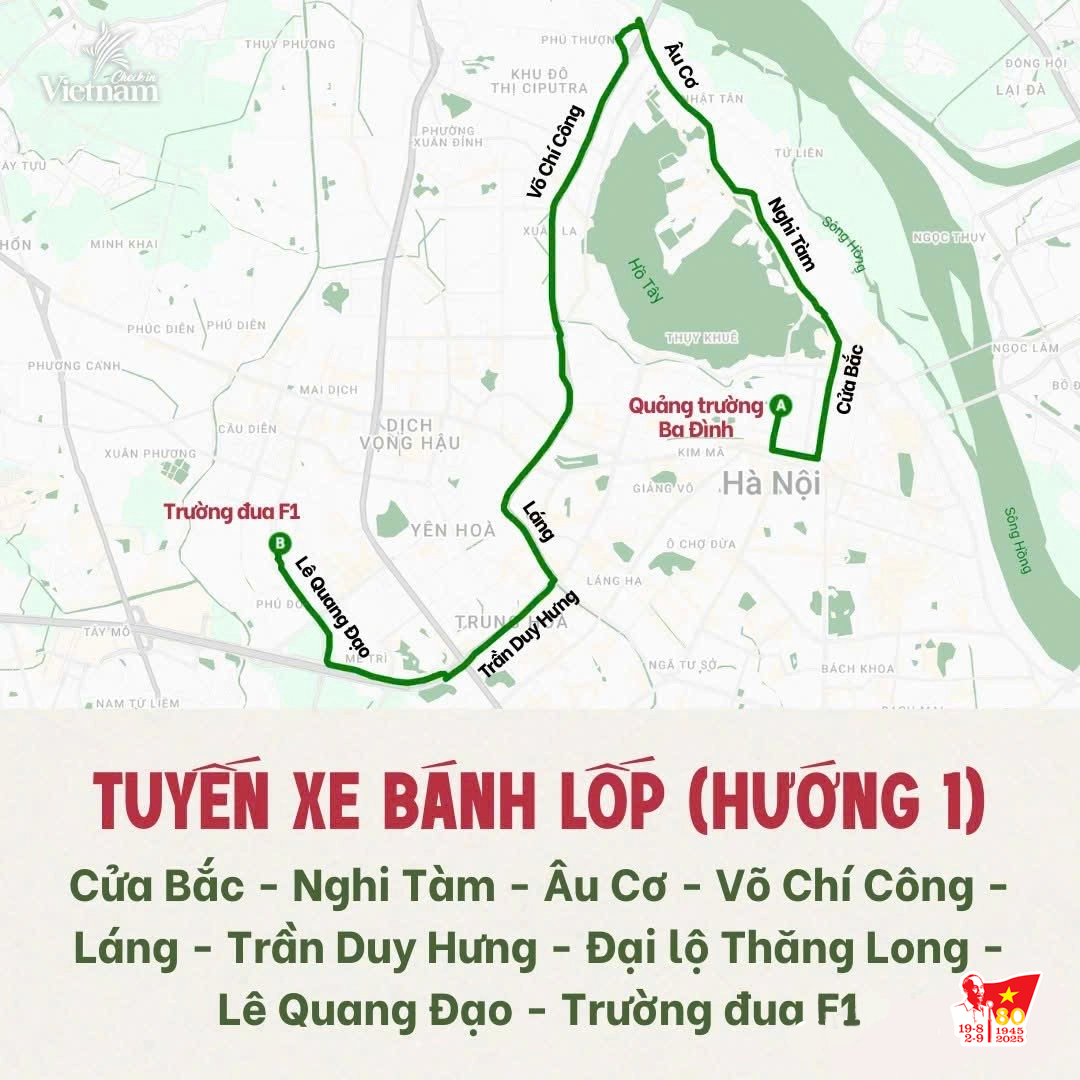 Check in
Vietnam
THỤY PHƯƠNG
PHÚ THƯỢNG
Âu Cơ
ĐÔNG HỘI
LẠI ĐÀ
KHU ĐÔ
THỊ CIPUTRA
NHẬT TÂN
PHƯỜNG
XUÂN ĐỈNH
Võ Chí Công
TỨ LIÊN
ÂY TỰU
Nghi Tàm
Sông Hồng
NGỌC THỤY
HỒN
MINH KHAI
XUÂN LA
Hồ Tây
PHÚC DIỄN
PHÚ DIỄN
THỤY KHUÊ
NGỌC LÂM
PHƯƠNG CANH
MAI DỊCH
Cửa Bắc
BỒ Đ
Quảng trường
Ba Đình
A
CẦU DIỄN
DỊCH
VỌNG HẬU
KIM MÃ
XUÂN PHƯƠNG
GIẢNG VÕ
Hà Nội
Trường đua F1
B
YÊN HOÀ
Láng
Ô CHỢ DỪA
Sông Hồng
LÁNG HẠ
Lê Quang Đạo
PHÚ ĐÔ
TRUNG HOÀ
Trần Duy Hưng
TÂY MỖ
MỄ TRÌ
NGÃ TƯ SỞ
BÁCH KHOA
NAM TỪ LIÊM
BẠCH MAI
TUYẾN XE BÁNH LỐP (HƯỚNG 1)
Cửa Bắc - Nghi Tàm - Âu Cơ - Võ Chí Công -
Láng - Trần Duy Hưng - Đại lộ Thăng Long -
Lê Quang Đạo - Trường đua F1
80
19-8
2-9
1945
2025